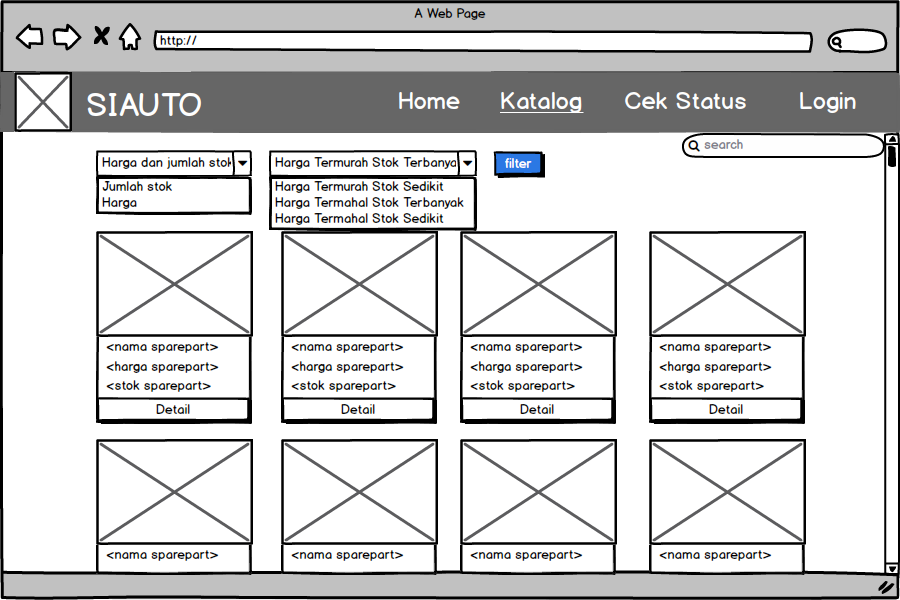 A Web Page
http://
SIAUTO
Home
Katalog
Cek Status
Login
search
Harga dan jumlah stok
Harga Termurah Stok Terbanya
filter
Jumlah stok
Harga
Harga Termurah Stok Sedikit
Harga Termahal Stok Terbanyak
Harga Termahal Stok Sedikit
<nama sparepart>
<harga sparepart>
<stok sparepart>
Detail
<nama sparepart>
<harga sparepart>
<stok sparepart>
Detail
<nama sparepart>
<harga sparepart>
<stok sparepart>
Detail
<nama sparepart>
<harga sparepart>
<stok sparepart>
Detail
<nama sparepart>
<nama sparepart>
<nama sparepart>
<nama sparepart>